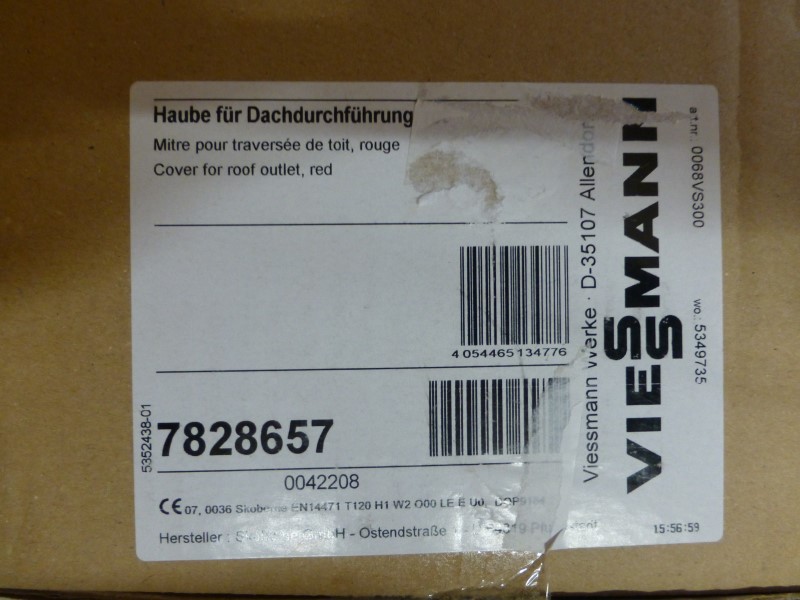 Haube für Dachdurchführung
Mitre pour traversée de toit, rouge
Cover for roof outlet, red
4 054465 134776
5352438-01
7828657
0042208
CE 07, 0036 Skoberne EN14471 T120 H1 W2 O00 LE E U0,
Hersteller : GmbH - Ostendstraße
Viessmann Werke · D-35107 Allendorf
VIESSMANN
a.t.nr.: 0068VS300
wo.: 5349735
15:56:59